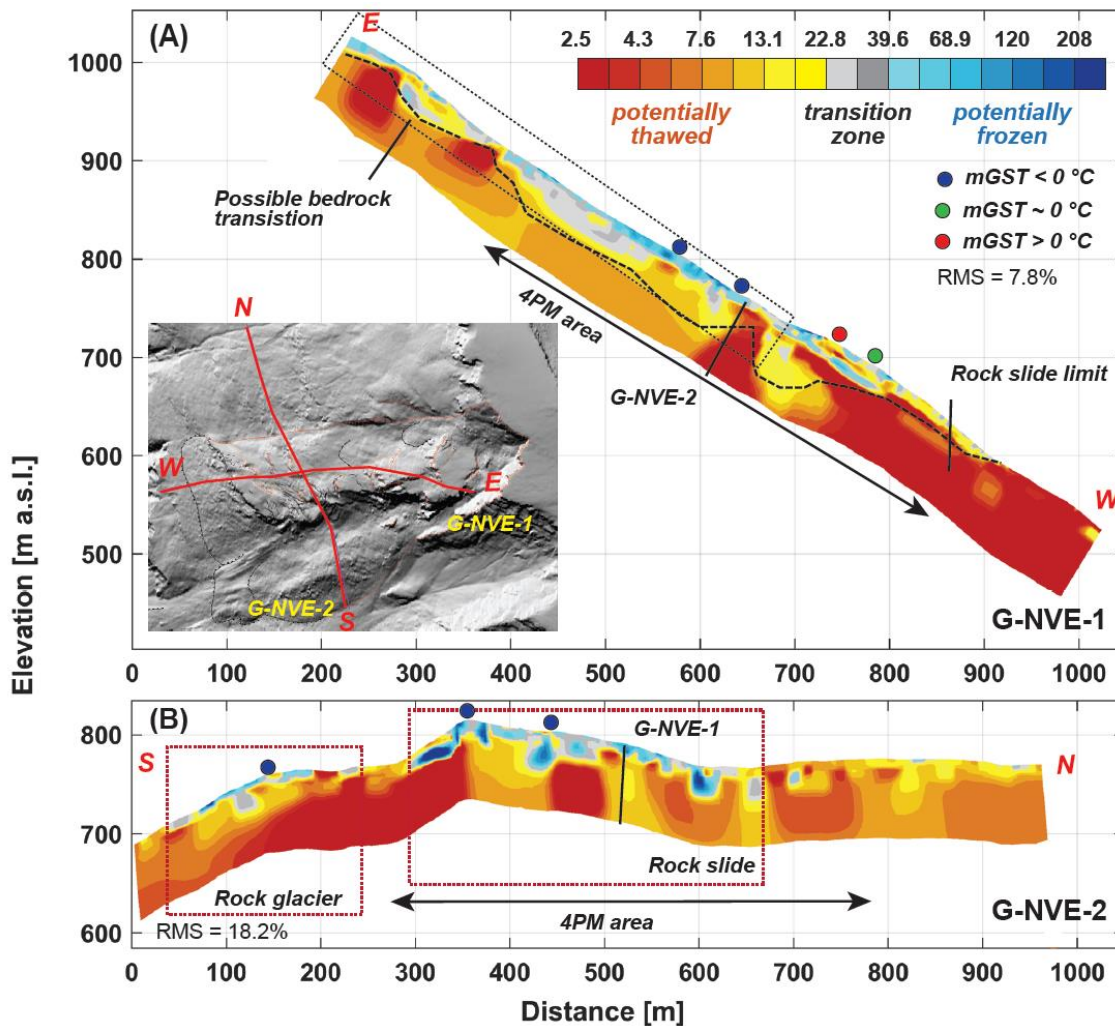 (A)
E
2.5 4.3 7.6 13.1 22.8 39.6 68.9 120 208
potentially
thawed
transition
zone
potentially
frozen
mGST < 0 °C
mGST ~ 0 °C
mGST > 0 °C
RMS = 7.8%
Possible bedrock
transistion
4PM area
G-NVE-2
Rock slide limit
W
G-NVE-1
N
W
E
G-NVE-1
G-NVE-2
S
1000
900
800
700
600
500
0 100 200 300 400 500 600 700 800 900 1000
Elevation [m a.s.l.]
(B)
S
G-NVE-1
N
Rock glacier
Rock slide
4PM area
RMS = 18.2%
G-NVE-2
800
700
600
0 100 200 300 400 500 600 700 800 900 1000
Distance [m]